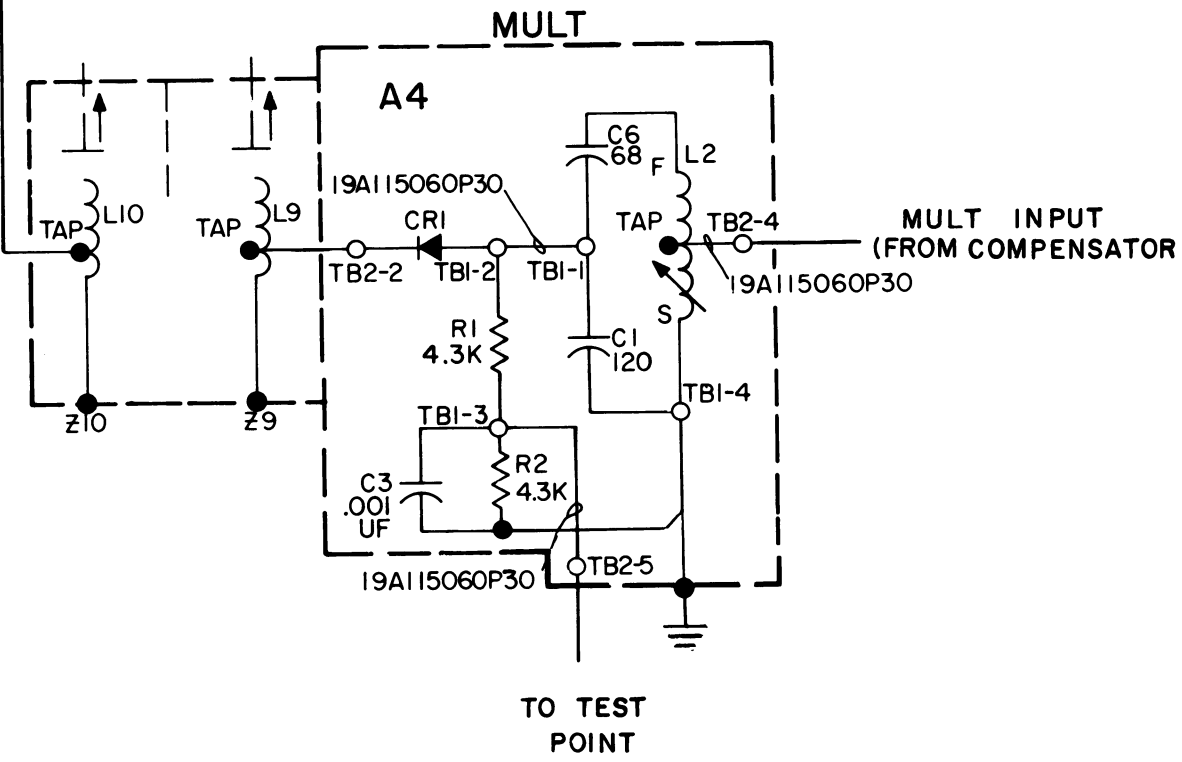 MULT
A4
C6
68
F
L2
19A115060P30
L10
TAP
TAP
L9
CR1
TAP
TB2-4
MULT INPUT
(FROM COMPENSATOR
TB2-2
TB1-2
TB1-1
19A115060P30
S
R1
4.3K
C1
120
TB1-4
TB1-3
Z10
Z9
R2
4.3K
C3
.001
UF
TB2-5
19A115060P30
TO TEST
POINT